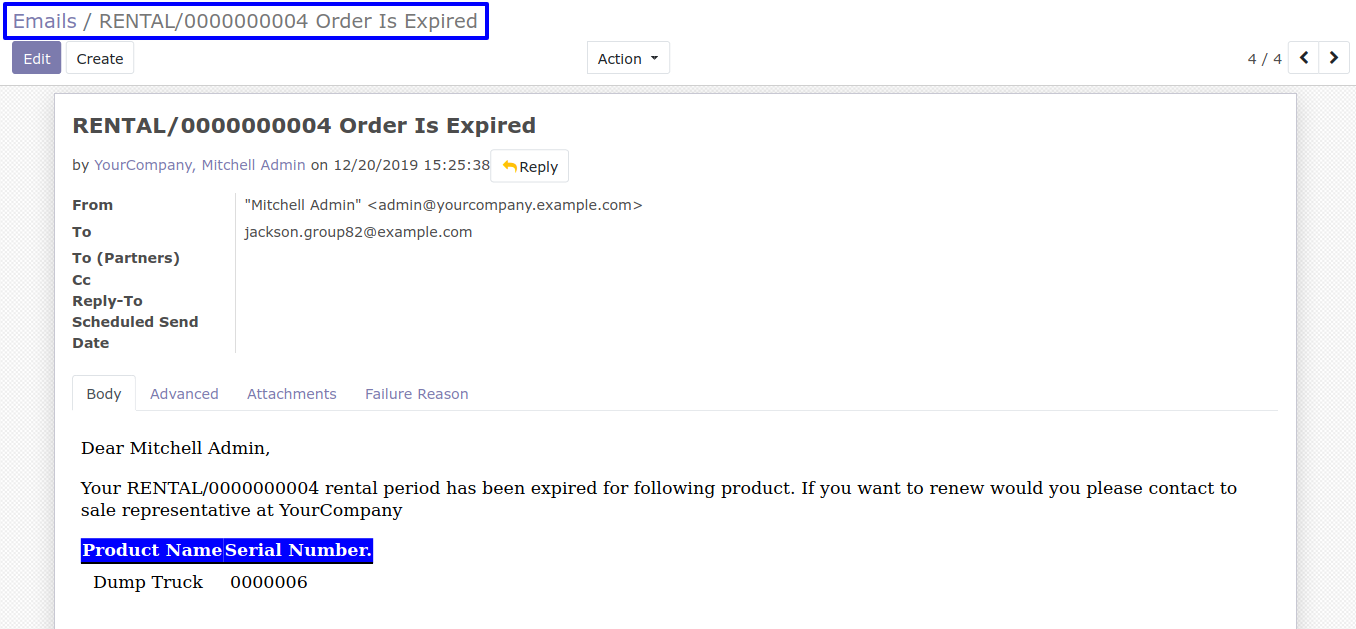 Emails / RENTAL/0000000004 Order Is Expired
Edit Create Action 4 / 4
RENTAL/0000000004 Order Is Expired
by YourCompany, Mitchell Admin on 12/20/2019 15:25:38 Reply
From "Mitchell Admin" <admin@yourcompany.example.com>
To jackson.group82@example.com
To (Partners)
Cc
Reply-To
Scheduled Send
Date
Body Advanced Attachments Failure Reason
Dear Mitchell Admin,
Your RENTAL/0000000004 rental period has been expired for following product. If you want to renew would you please contact to
sale representative at YourCompany
Product Name Serial Number.
Dump Truck 0000006